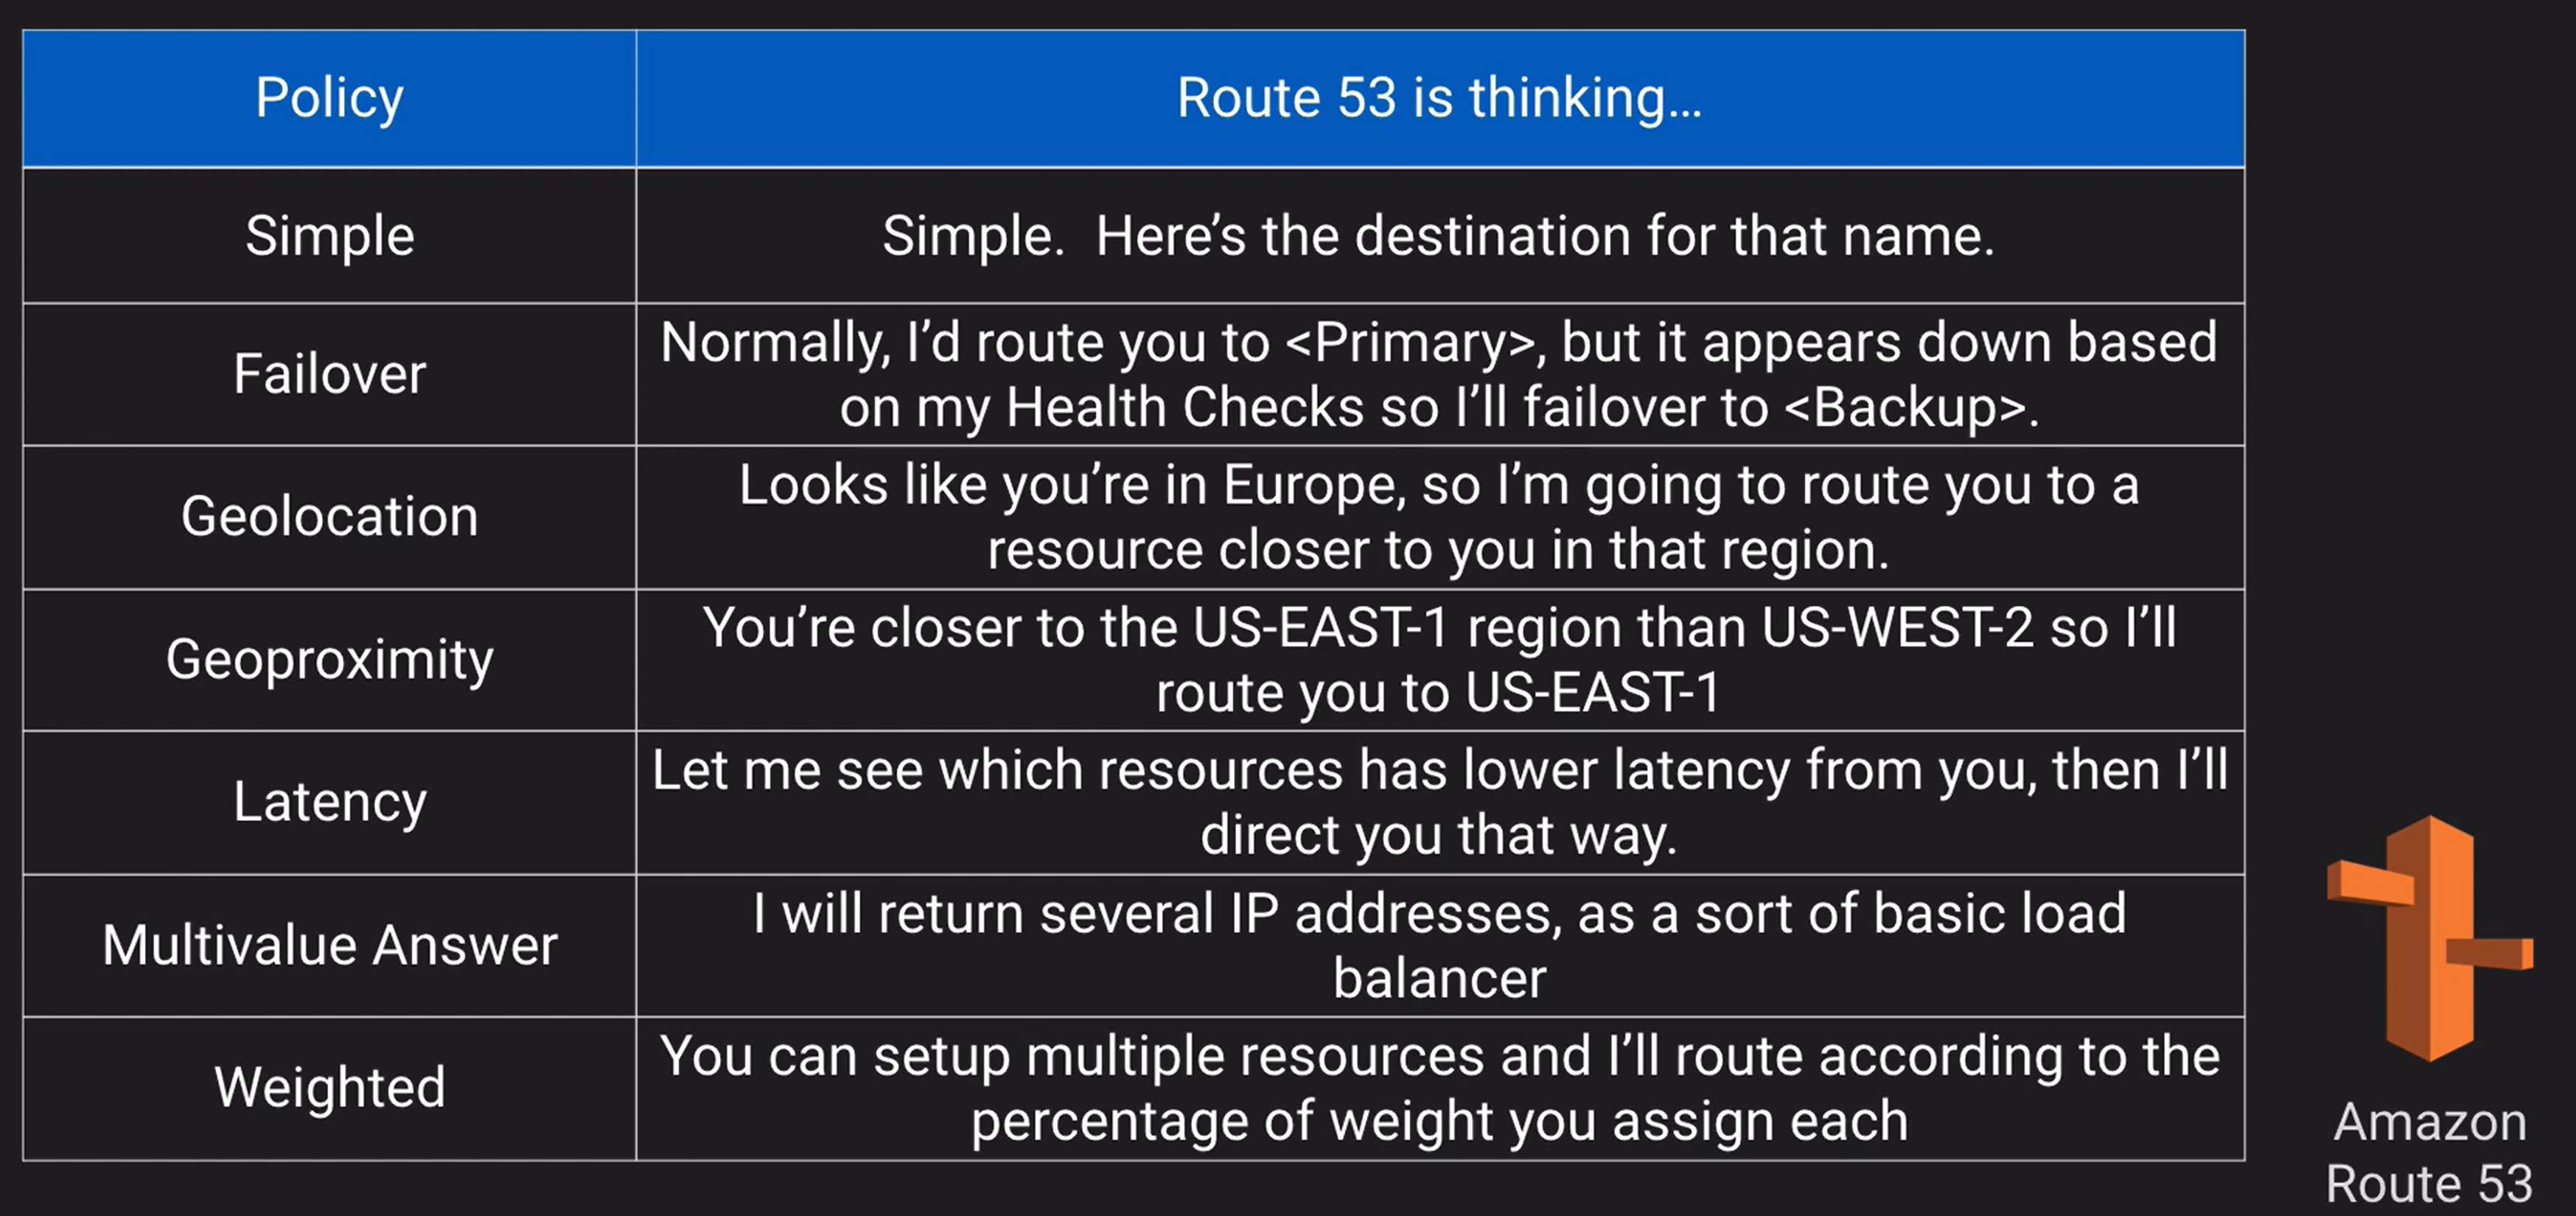 Policy
Route 53 is thinking...
Simple
Simple.  Here’s the destination for that name.
Failover
Normally, I’d route you to <Primary>, but it appears down based
on my Health Checks so I’ll failover to <Backup>.
Geolocation
Looks like you’re in Europe, so I’m going to route you to a
resource closer to you in that region.
Geoproximity
You’re closer to the US-EAST-1 region than US-WEST-2 so I’ll
route you to US-EAST-1
Latency
Let me see which resources has lower latency from you, then I’ll
direct you that way.
Multivalue Answer
I will return several IP addresses, as a sort of basic load
balancer
Weighted
You can setup multiple resources and I’ll route according to the
percentage of weight you assign each
Amazon
Route 53